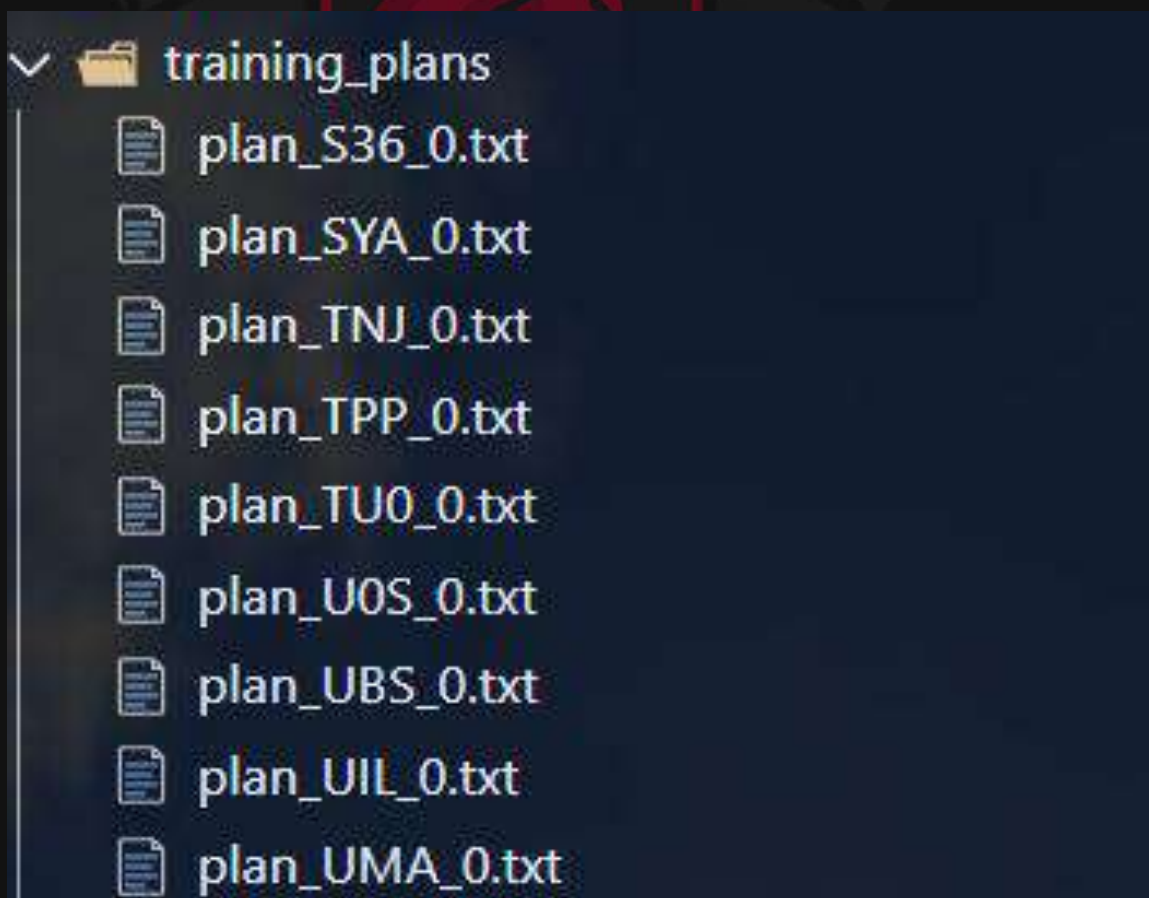 training_plans
plan_S36_0.txt
plan_SYA_0.txt
plan_TNJ_0.txt
plan_TPP_0.txt
plan_TU0_0.txt
plan_U0S_0.txt
plan_UBS_0.txt
plan_UIL_0.txt
plan_UMA_0.txt